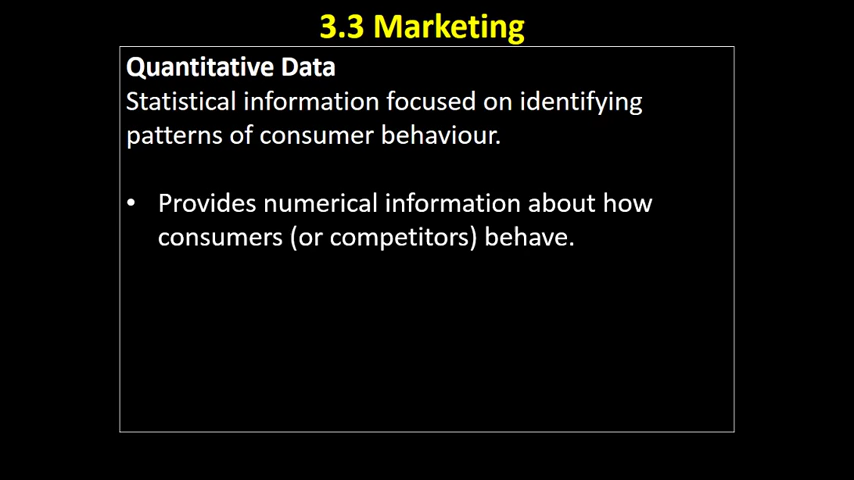 3.3 Marketing
Quantitative Data
Statistical information focused on identifying
patterns of consumer behaviour.
• Provides numerical information about how
consumers (or competitors) behave.